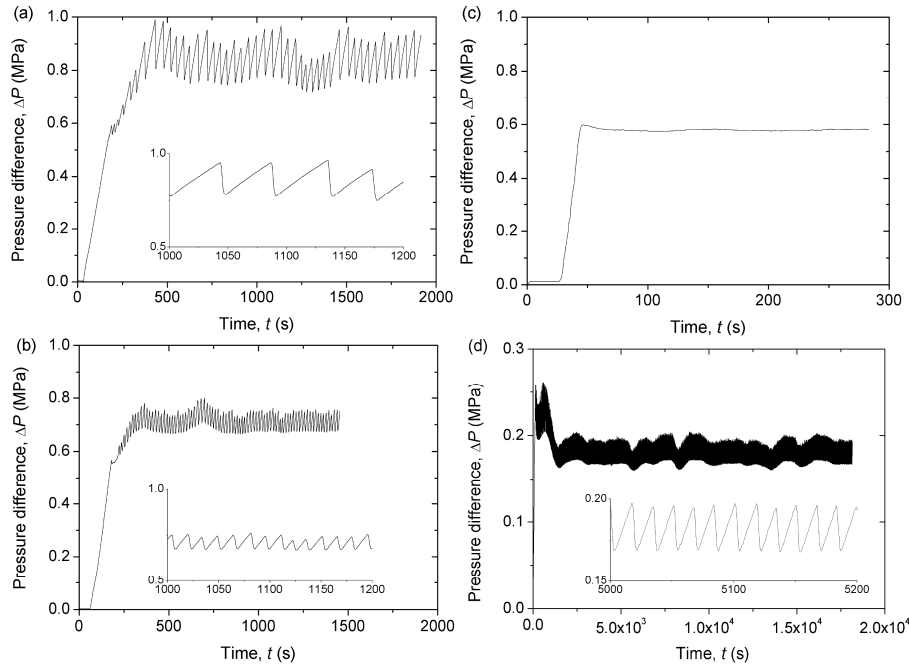 (a)
Pressure difference, ΔP (MPa)
1.0
0.8
0.6
0.4
0.2
0.0
1.0
0.5
1000 1050 1100 1150 1200
0 500 1000 1500 2000
Time, t (s)
(c)
Pressure difference, ΔP (MPa)
1.0
0.8
0.6
0.4
0.2
0.0
0 100 200 300
Time, t (s)
(b)
Pressure difference, ΔP (MPa)
1.0
0.8
0.6
0.4
0.2
0.0
1.0
0.5
1000 1050 1100 1150 1200
0 500 1000 1500 2000
Time, t (s)
(d)
Pressure difference, ΔP (MPa)
0.3
0.2
0.1
0.0
0.20
0.15
5000 5100 5200
0.0 5.0x10³ 1.0x10⁴ 1.5x10⁴ 2.0x10⁴
Time, t (s)